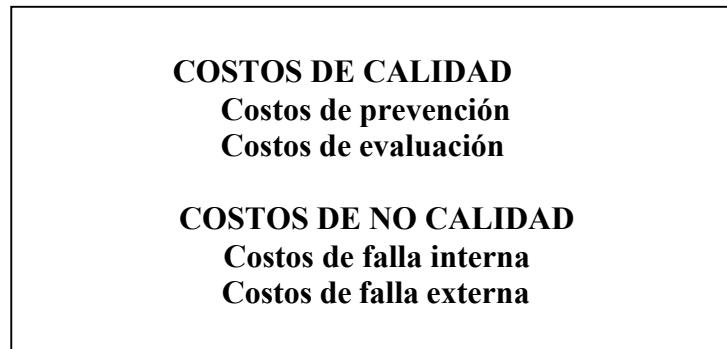 COSTOS DE CALIDAD
Costos de prevención
Costos de evaluación
COSTOS DE NO CALIDAD
Costos de falla interna
Costos de falla externa